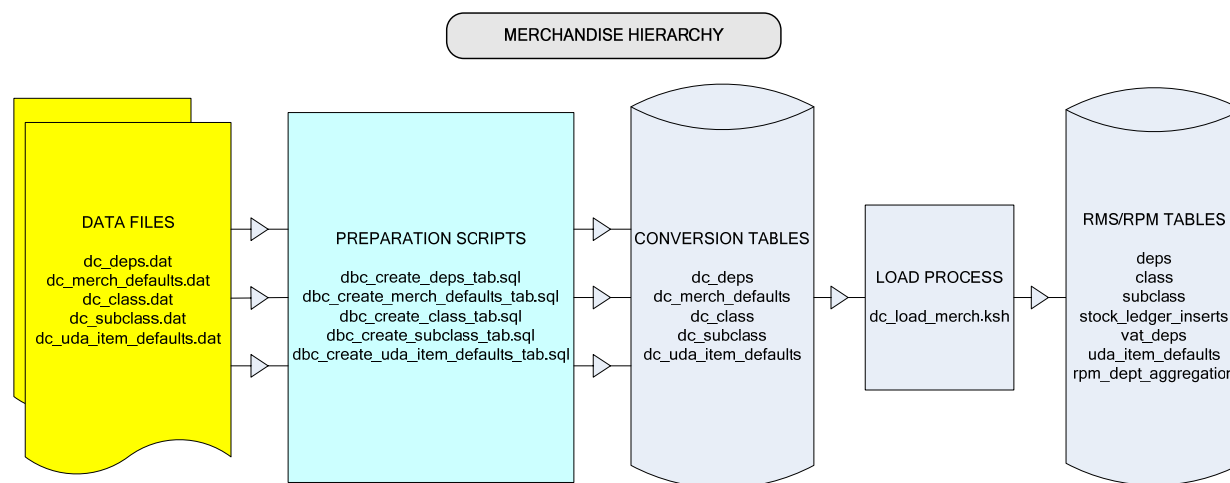 MERCHANDISE HIERARCHY
DATA FILES
dc_deps.dat
dc_merch_defaults.dat
dc_class.dat
dc_subclass.dat
dc_uda_item_defaults.dat
PREPARATION SCRIPTS
dbc_create_deps_tab.sql
dbc_create_merch_defaults_tab.sql
dbc_create_class_tab.sql
dbc_create_subclass_tab.sql
dbc_create_uda_item_defaults_tab.sql
CONVERSION TABLES
dc_deps
dc_merch_defaults
dc_class
dc_subclass
dc_uda_item_defaults
LOAD PROCESS
dc_load_merch.ksh
RMS/RPM TABLES
deps
class
subclass
stock_ledger_inserts
vat_deps
uda_item_defaults
rpm_dept_aggregation